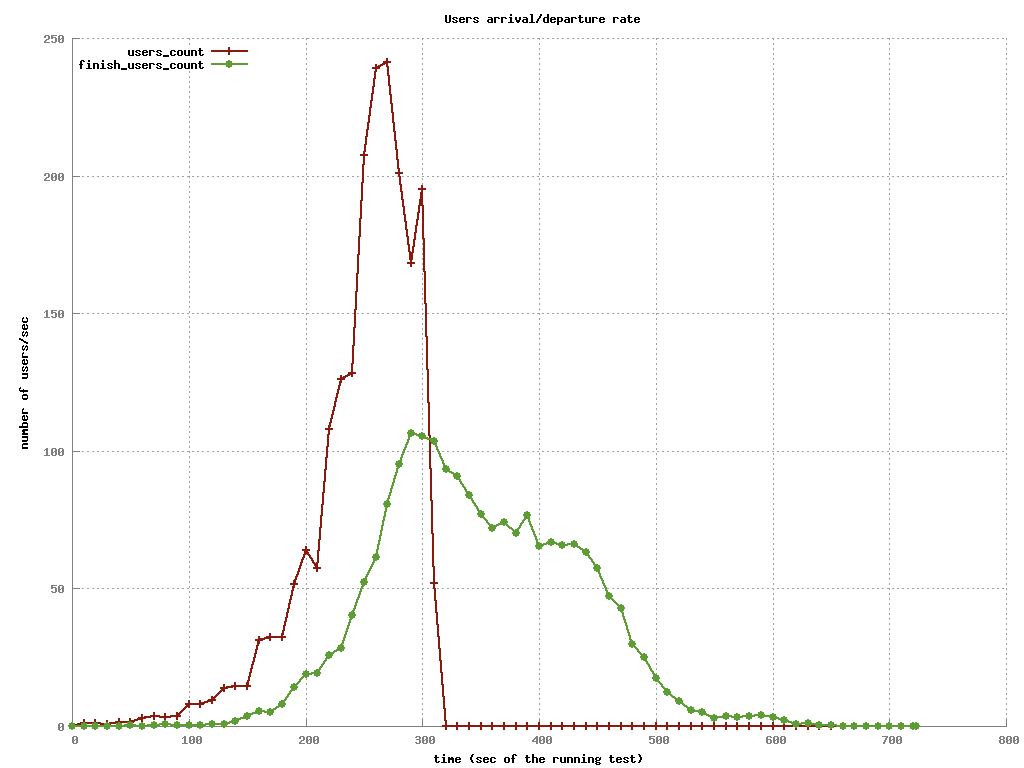 Users arrival/departure rate
250
users_count
finish_users_count
200
150
100
50
0
number of users/sec
0 100 200 300 400 500 600 700 800
time (sec of the running test)